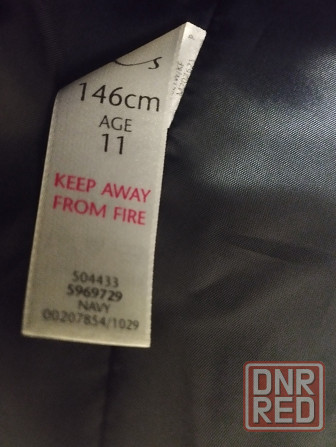 146cm
AGE
11
KEEP AWAY
FROM FIRE
504433
5969729
NAVY
00207854/1029
DNR
RED